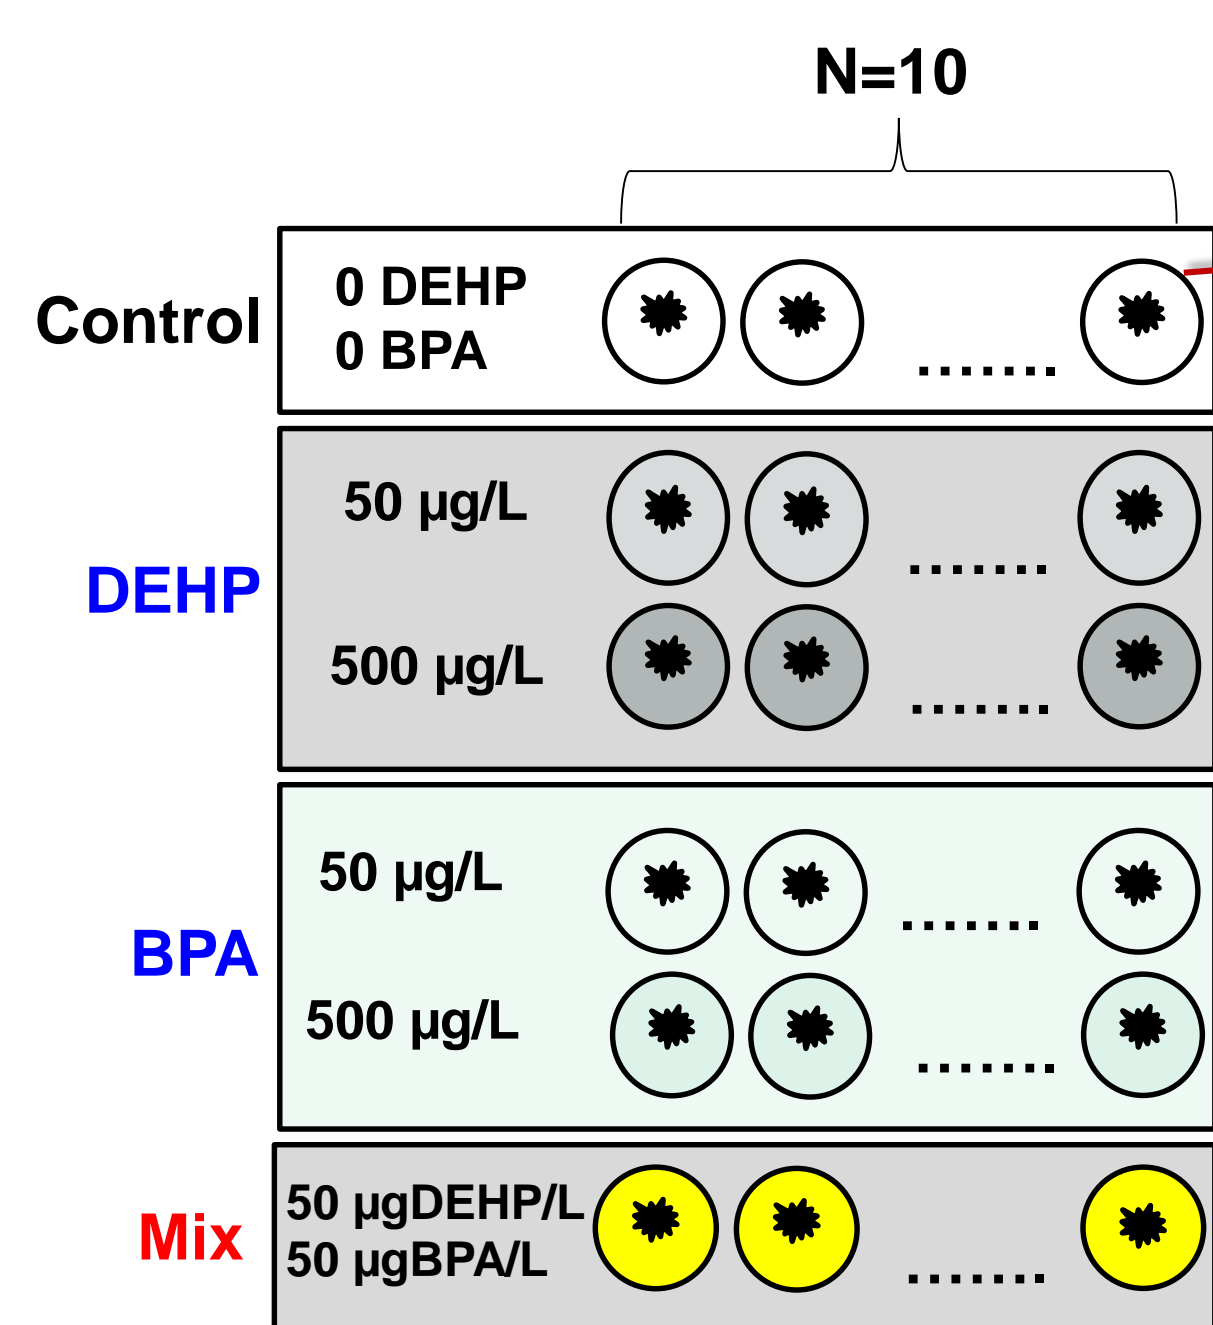 N=10
Control
0 DEHP
0 BPA
.......
DEHP
50 µg/L
.......
500 µg/L
.......
BPA
50 µg/L
.......
500 µg/L
.......
Mix
50 µgDEHP/L
50 µgBPA/L
.......